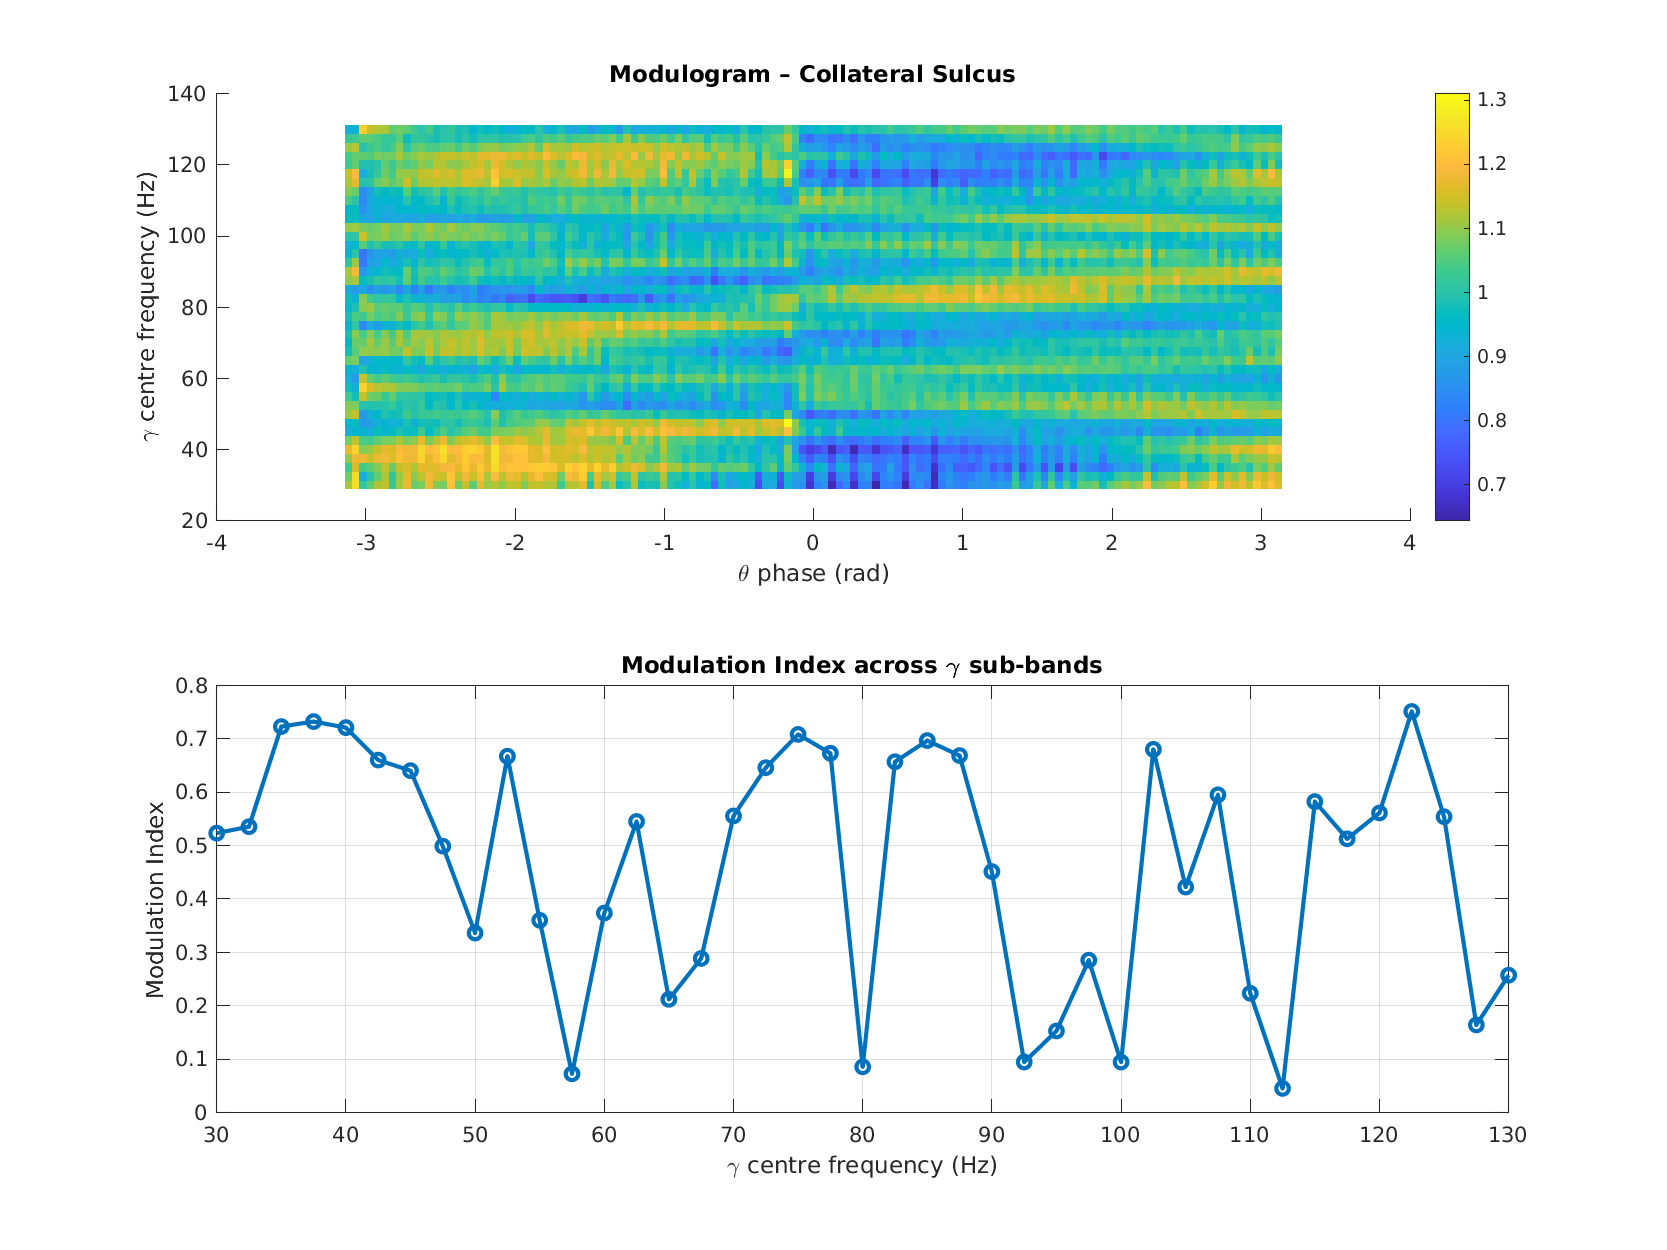 Modulogram – Collateral Sulcus
140
120
100
80
60
40
20
γ centre frequency (Hz)
-4 -3 -2 -1 0 1 2 3 4
θ phase (rad)
1.3
1.2
1.1
1
0.9
0.8
0.7
Modulation Index across γ sub-bands
0.8
0.7
0.6
0.5
0.4
0.3
0.2
0.1
0
Modulation Index
30 40 50 60 70 80 90 100 110 120 130
γ centre frequency (Hz)